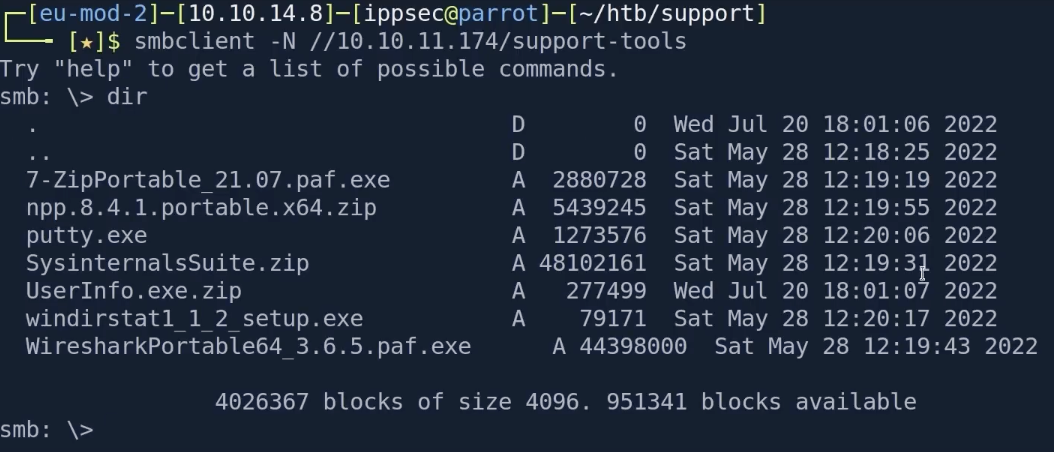 ┌─[eu-mod-2]─[10.10.14.8]─[ippsec@parrot]─[~/htb/support]
└──╼ [★]$ smbclient -N //10.10.11.174/support-tools
Try "help" to get a list of possible commands.
smb: \> dir
  .                                   D        0  Wed Jul 20 18:01:06 2022
  ..                                  D        0  Sat May 28 12:18:25 2022
  7-ZipPortable_21.07.paf.exe         A  2880728  Sat May 28 12:19:19 2022
  npp.8.4.1.portable.x64.zip          A  5439245  Sat May 28 12:19:55 2022
  putty.exe                           A  1273576  Sat May 28 12:20:06 2022
  SysinternalsSuite.zip               A 48102161  Sat May 28 12:19:31 2022
  UserInfo.exe.zip                    A   277499  Wed Jul 20 18:01:07 2022
  windirstat1_1_2_setup.exe           A    79171  Sat May 28 12:20:17 2022
  WiresharkPortable64_3.6.5.paf.exe      A 44398000  Sat May 28 12:19:43 2022
                4026367 blocks of size 4096. 951341 blocks available
smb: \>